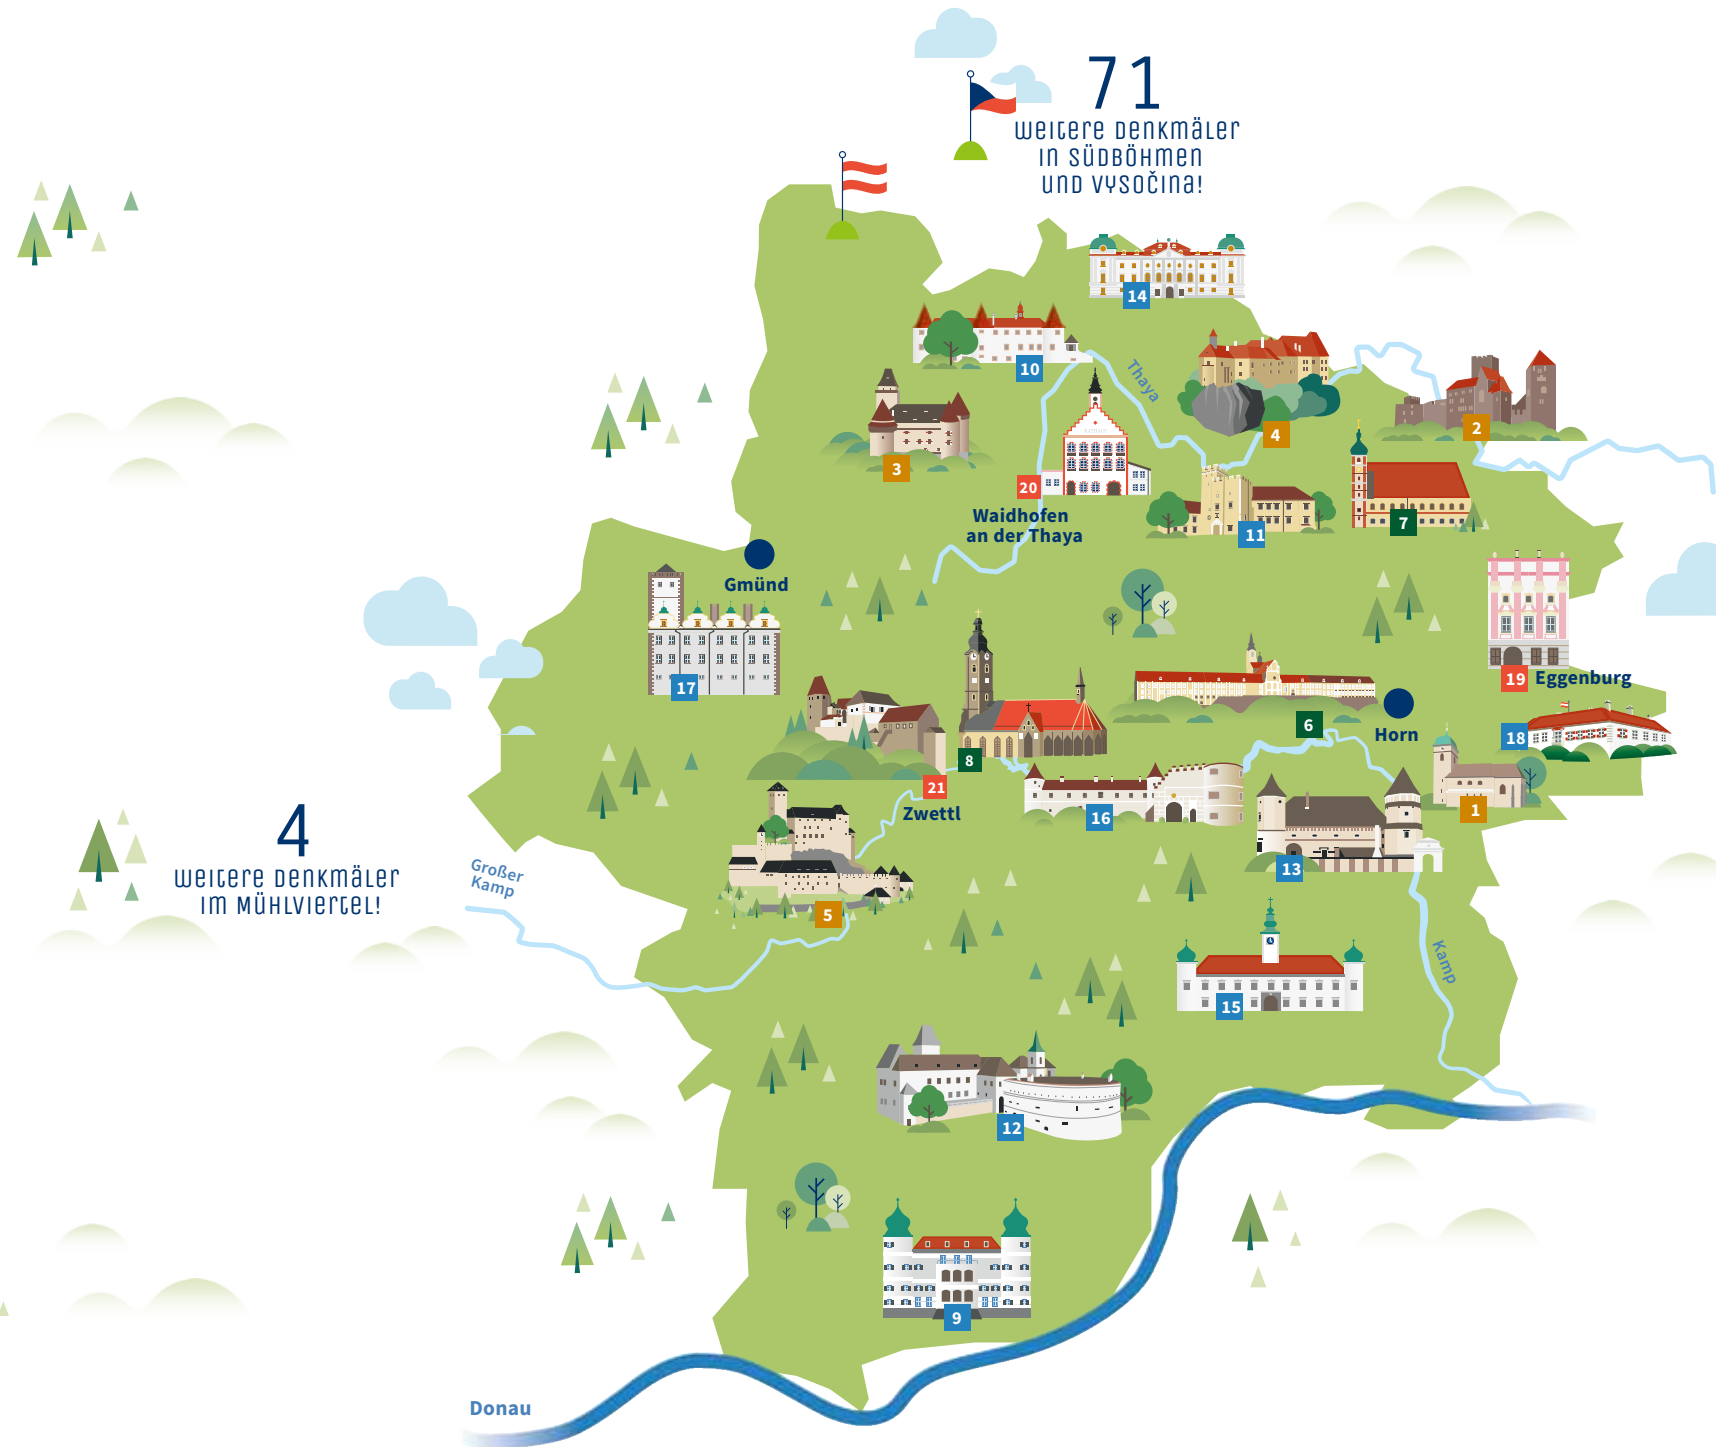 71
weitere Denkmäler
in Südböhmen
und Vysočina!
14
10
Thaya
3
4
2
20
Waidhofen
an der Thaya
11
7
Gmünd
17
19
Eggenburg
6
Horn
18
8
21
Zwettl
16
1
13
4
weitere Denkmäler
im Mühlviertel!
Großer
Kamp
5
Kamp
15
12
9
Donau